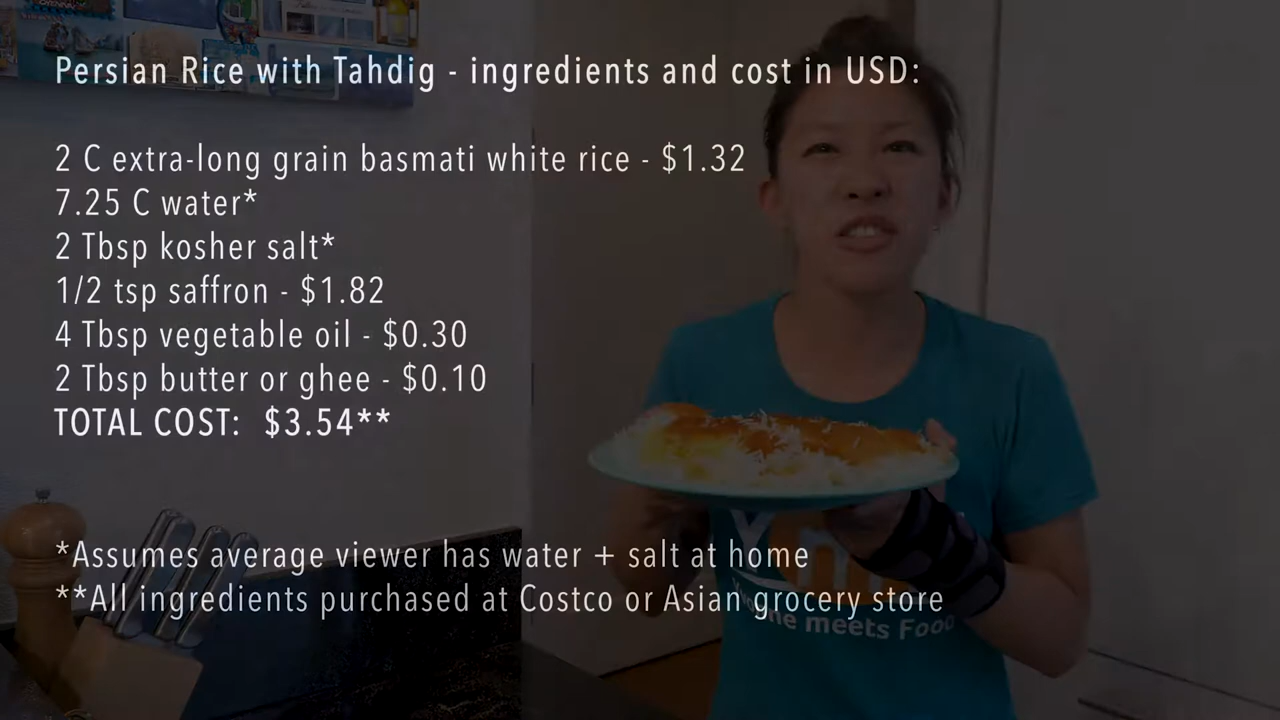 Persian Rice with Tahdig - ingredients and cost in USD:
2 C extra-long grain basmati white rice - $1.32
7.25 C water*
2 Tbsp kosher salt*
1/2 tsp saffron - $1.82
4 Tbsp vegetable oil - $0.30
2 Tbsp butter or ghee - $0.10
TOTAL COST: $3.54**
*Assumes average viewer has water + salt at home
**All ingredients purchased at Costco or Asian grocery store
meets Food